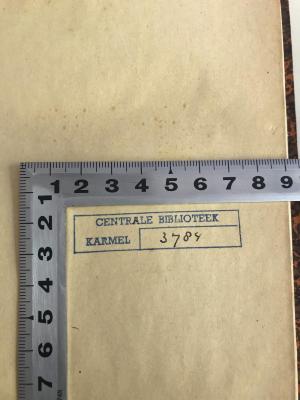 1 2 3 4 5 6 7 8 9
1 2 3 4 5 6 7
CENTRALE BIBLIOTEEK
KARMEL 3784